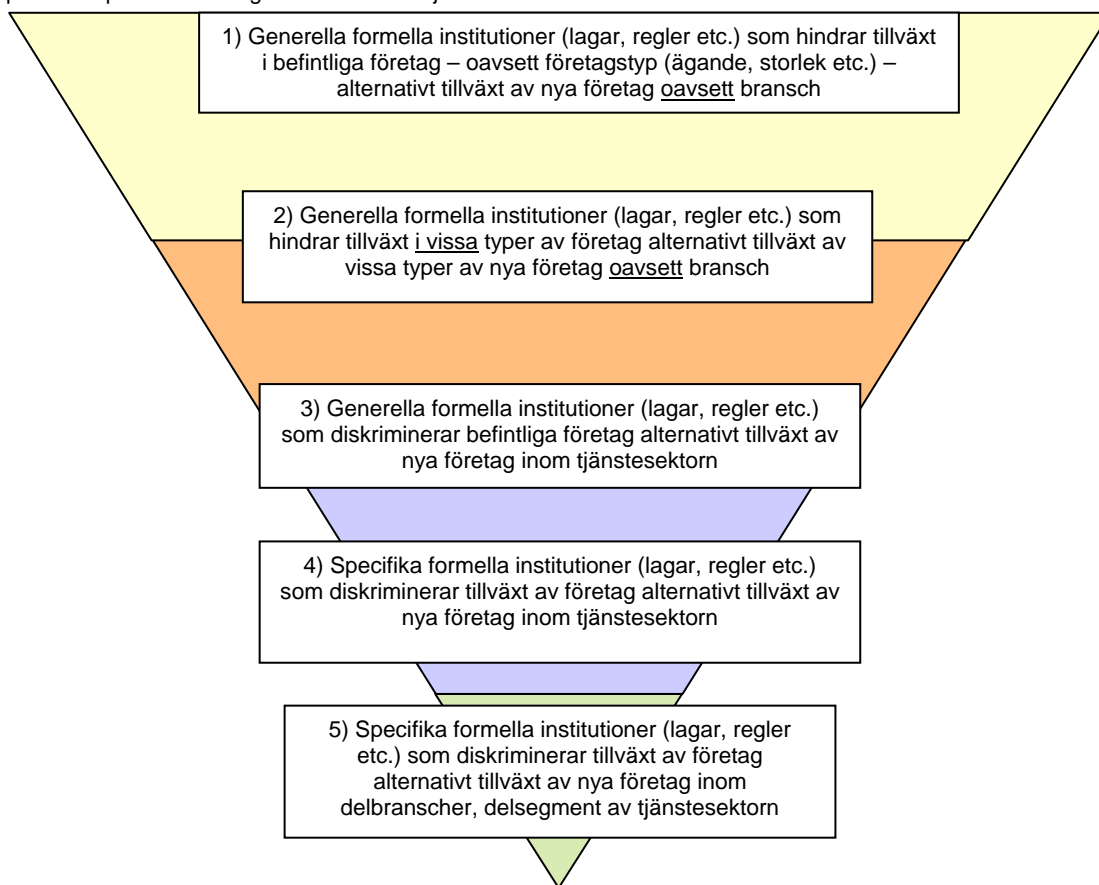 1) Generella formella institutioner (lagar, regler etc.) som hindrar tillväxt
i befintliga företag – oavsett företagstyp (ägande, storlek etc.) –
alternativt tillväxt av nya företag oavsett bransch
2) Generella formella institutioner (lagar, regler etc.) som
hindrar tillväxt i vissa typer av företag alternativt tillväxt av
vissa typer av nya företag oavsett bransch
3) Generella formella institutioner (lagar, regler etc.)
som diskriminerar befintliga företag alternativt tillväxt av
nya företag inom tjänstesektorn
4) Specifika formella institutioner (lagar, regler etc.)
som diskriminerar tillväxt av företag alternativt tillväxt av
nya företag inom tjänstesektorn
5) Specifika formella institutioner (lagar, regler
etc.) som diskriminerar tillväxt av företag
alternativt tillväxt av nya företag inom
delbranscher, delsegment av tjänstesektorn